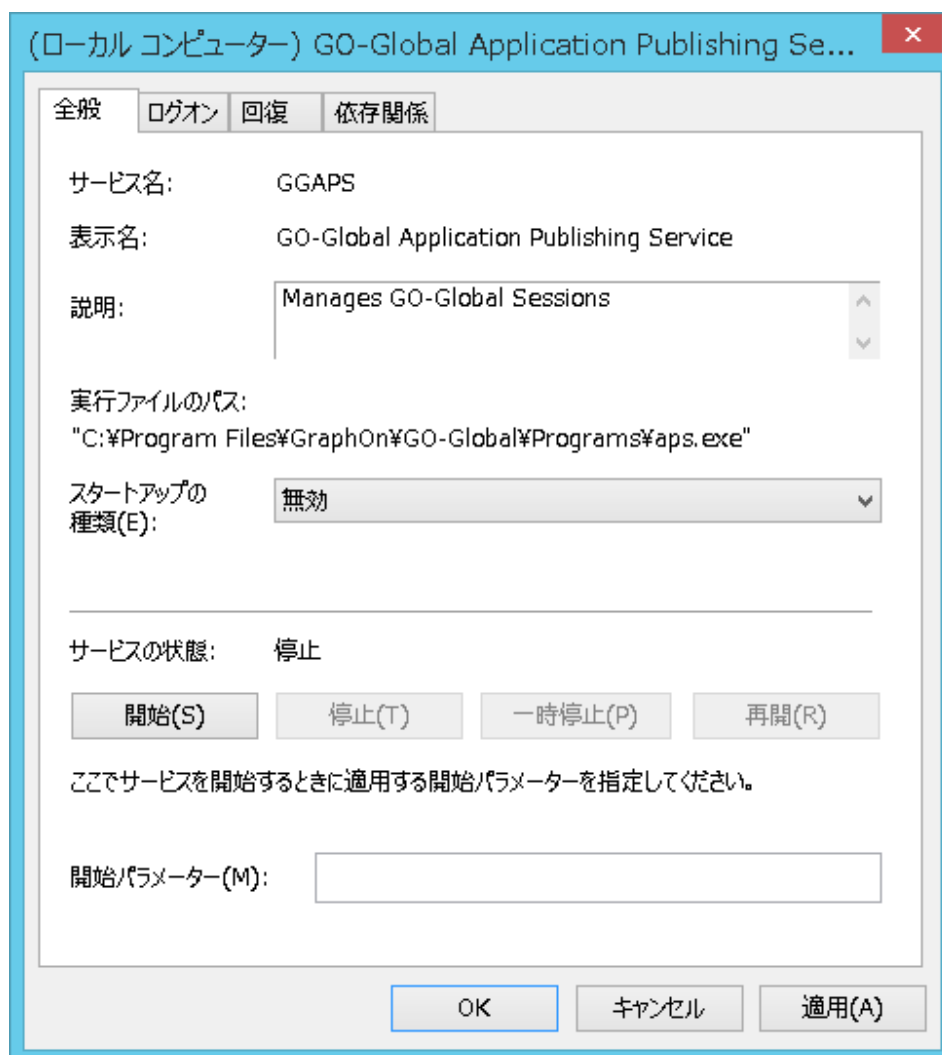 (ローカル コンピューター) GO-Global Application Publishing Se...
全般
ログオン
回復
依存関係
サービス名:
GGAPS
表示名:
GO-Global Application Publishing Service
説明:
Manages GO-Global Sessions
実行ファイルのパス:
"C:¥Program Files¥GraphOn¥GO-Global¥Programs¥aps.exe"
スタートアップの
種類(E):
無効
サービスの状態:
停止
開始(S)
停止(T)
一時停止(P)
再開(R)
ここでサービスを開始するときに適用する開始パラメーターを指定してください。
開始パラメーター(M):
OK
キャンセル
適用(A)